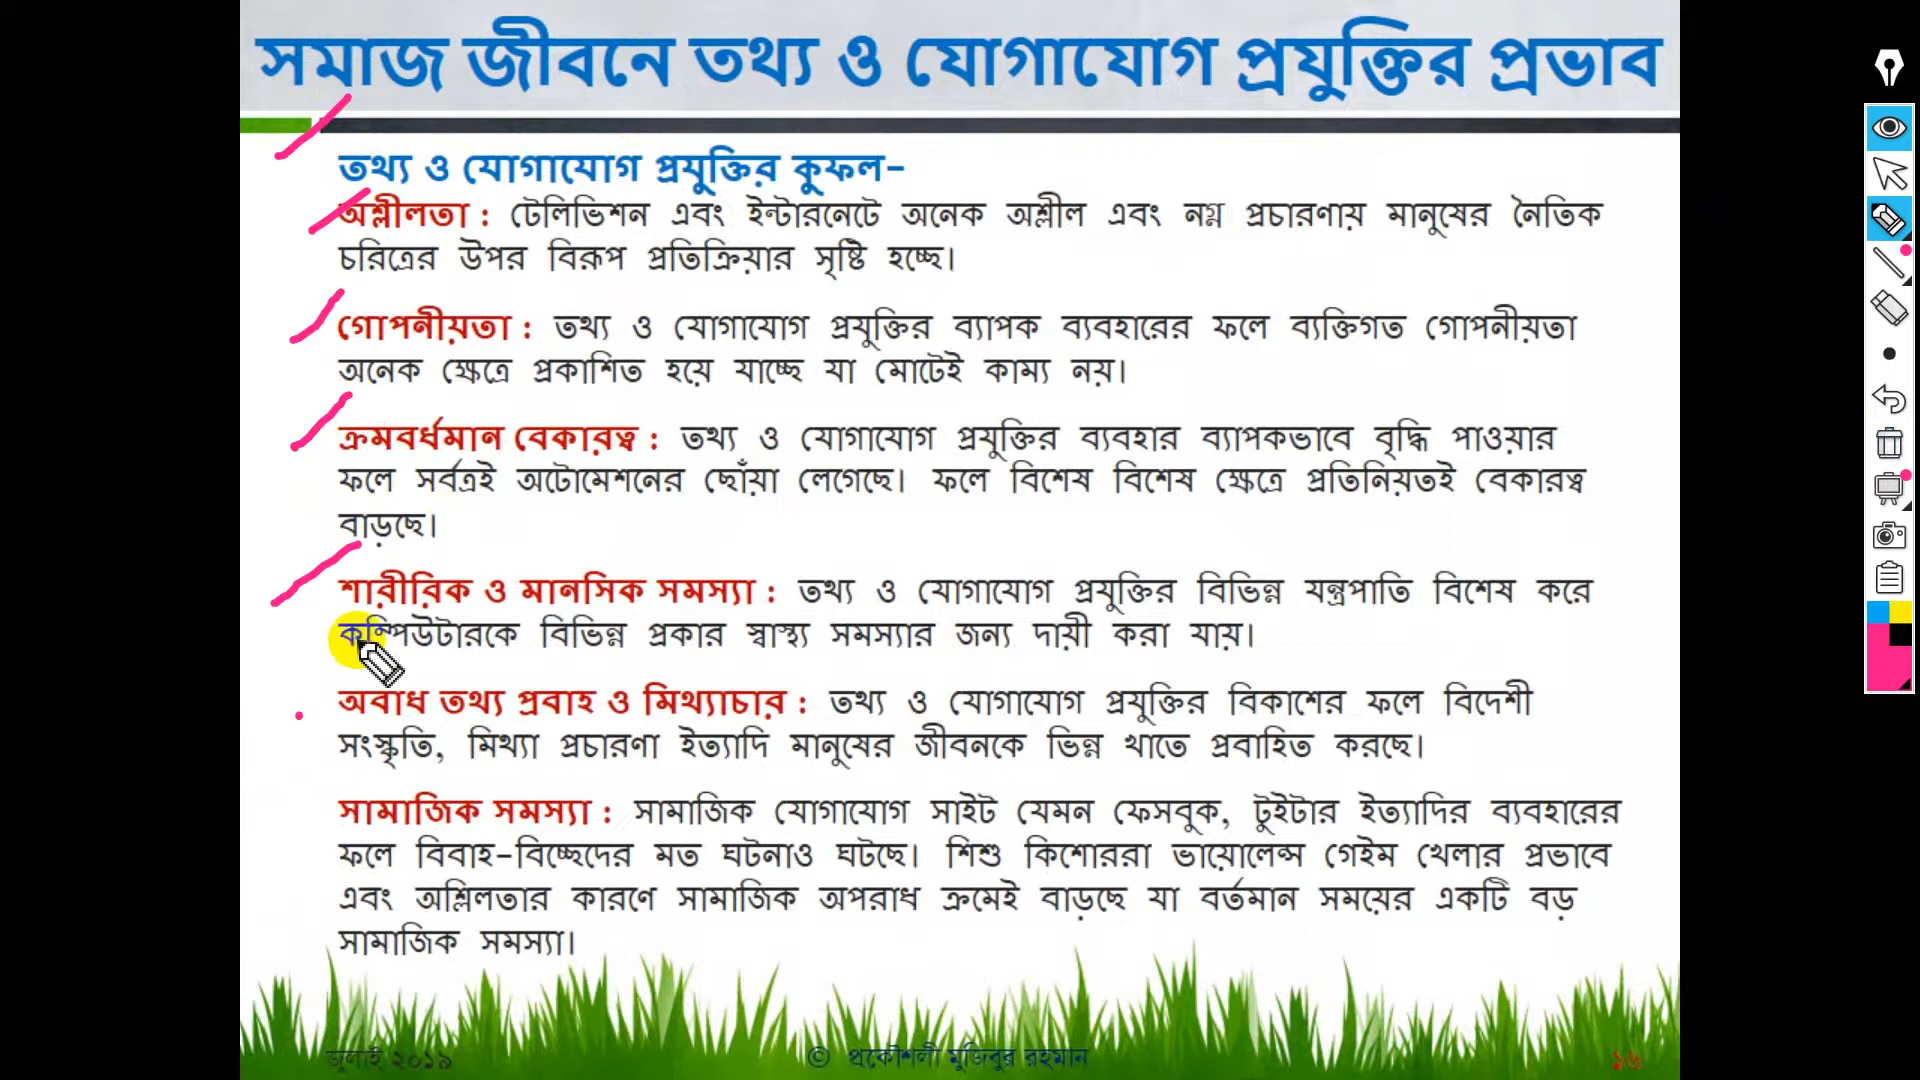 সমাজ জীবনে তথ্য ও যোগাযোগ প্রযুক্তির প্রভাব
তথ্য ও যোগাযোগ প্রযুক্তির কুফল-
অশ্লীলতা : টেলিভিশন এবং ইন্টারনেটে অনেক অশ্লীল এবং নগ্ন প্রচারণায় মানুষের নৈতিক
চরিত্রের উপর বিরূপ প্রতিক্রিয়ার সৃষ্টি হচ্ছে।
গোপনীয়তা : তথ্য ও যোগাযোগ প্রযুক্তির ব্যাপক ব্যবহারের ফলে ব্যক্তিগত গোপনীয়তা
অনেক ক্ষেত্রে প্রকাশিত হয়ে যাচ্ছে যা মোটেই কাম্য নয়।
ক্রমবর্ধমান বেকারত্ব : তথ্য ও যোগাযোগ প্রযুক্তির ব্যবহার ব্যাপকভাবে বৃদ্ধি পাওয়ার
ফলে সর্বত্রই অটোমেশনের ছোঁয়া লেগেছে। ফলে বিশেষ বিশেষ ক্ষেত্রে প্রতিনিয়তই বেকারত্ব
বাড়ছে।
শারীরিক ও মানসিক সমস্যা : তথ্য ও যোগাযোগ প্রযুক্তির বিভিন্ন যন্ত্রপাতি বিশেষ করে
কম্পিউটারকে বিভিন্ন প্রকার স্বাস্থ্য সমস্যার জন্য দায়ী করা যায়।
অবাধ তথ্য প্রবাহ ও মিথ্যাচার : তথ্য ও যোগাযোগ প্রযুক্তির বিকাশের ফলে বিদেশী
সংস্কৃতি, মিথ্যা প্রচারণা ইত্যাদি মানুষের জীবনকে ভিন্ন খাতে প্রবাহিত করছে।
সামাজিক সমস্যা : সামাজিক যোগাযোগ সাইট যেমন ফেসবুক, টুইটার ইত্যাদির ব্যবহারের
ফলে বিবাহ-বিচ্ছেদের মত ঘটনাও ঘটছে। শিশু কিশোররা ভায়োলেন্স গেইম খেলার প্রভাবে
এবং অশ্লিলতার কারণে সামাজিক অপরাধ ক্রমেই বাড়ছে যা বর্তমান সময়ের একটি বড়
সামাজিক সমস্যা।
জুলাই ২০১৯
© প্রকৌশলী মুজিবুর রহমান
১৬